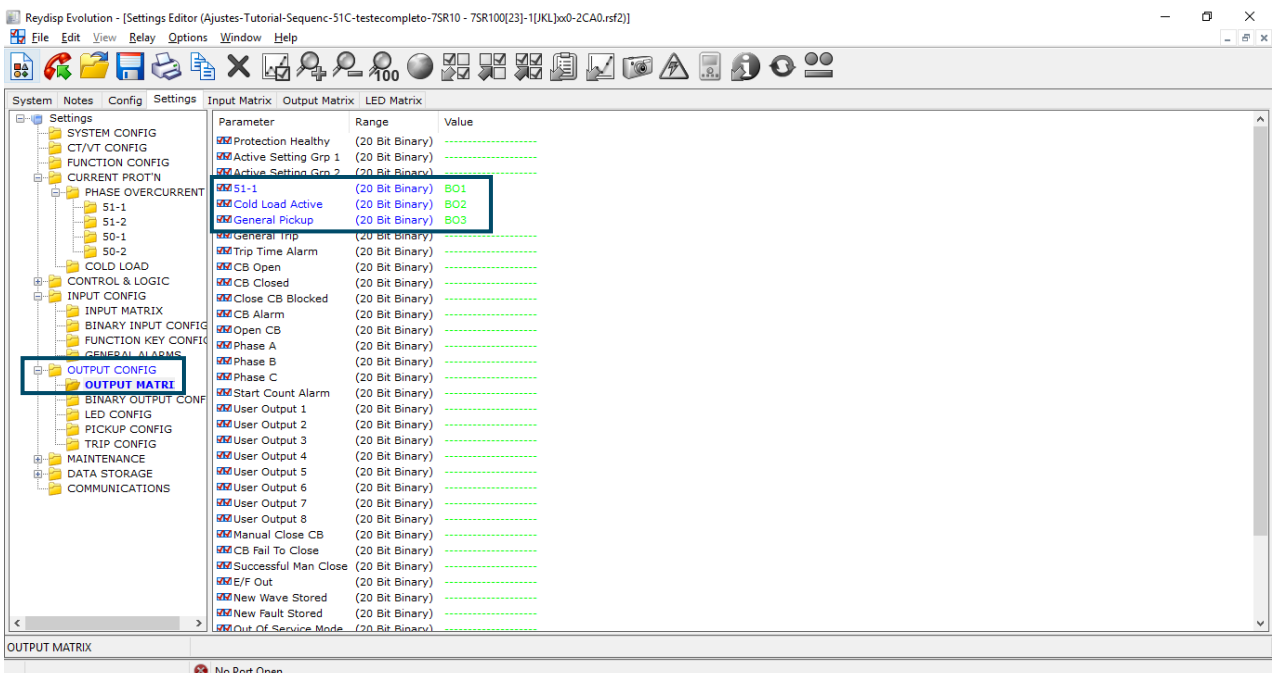 Reydisp Evolution - [Settings Editor (Ajustes-Tutorial-Sequenc-51C-testecompleto-7SR10 - 7SR100[23]-1[JKL]xx0-2CA0.rsf2)]
File Edit View Relay Options Window Help
100
System Notes Config Settings Input Matrix Output Matrix LED Matrix
Settings
SYSTEM CONFIG
CT/VT CONFIG
FUNCTION CONFIG
CURRENT PROT'N
PHASE OVERCURRENT
51-1
51-2
50-1
50-2
COLD LOAD
CONTROL & LOGIC
INPUT CONFIG
INPUT MATRIX
BINARY INPUT CONFIG
FUNCTION KEY CONFIG
GENERAL ALARMS
OUTPUT CONFIG
OUTPUT MATRI
BINARY OUTPUT CONF
LED CONFIG
PICKUP CONFIG
TRIP CONFIG
MAINTENANCE
DATA STORAGE
COMMUNICATIONS
Parameter Range Value
Protection Healthy (20 Bit Binary) --------------------
Active Setting Grp 1 (20 Bit Binary) --------------------
Active Setting Grp 2 (20 Bit Binary) --------------------
51-1 (20 Bit Binary) BO1
Cold Load Active (20 Bit Binary) BO2
General Pickup (20 Bit Binary) BO3
General Trip (20 Bit Binary) --------------------
Trip Time Alarm (20 Bit Binary) --------------------
CB Open (20 Bit Binary) --------------------
CB Closed (20 Bit Binary) --------------------
Close CB Blocked (20 Bit Binary) --------------------
CB Alarm (20 Bit Binary) --------------------
Open CB (20 Bit Binary) --------------------
Phase A (20 Bit Binary) --------------------
Phase B (20 Bit Binary) --------------------
Phase C (20 Bit Binary) --------------------
Start Count Alarm (20 Bit Binary) --------------------
User Output 1 (20 Bit Binary) --------------------
User Output 2 (20 Bit Binary) --------------------
User Output 3 (20 Bit Binary) --------------------
User Output 4 (20 Bit Binary) --------------------
User Output 5 (20 Bit Binary) --------------------
User Output 6 (20 Bit Binary) --------------------
User Output 7 (20 Bit Binary) --------------------
User Output 8 (20 Bit Binary) --------------------
Manual Close CB (20 Bit Binary) --------------------
CB Fail To Close (20 Bit Binary) --------------------
Successful Man Close (20 Bit Binary) --------------------
E/F Out (20 Bit Binary) --------------------
New Wave Stored (20 Bit Binary) --------------------
New Fault Stored (20 Bit Binary) --------------------
Out Of Service Mode (20 Bit Binary) --------------------
OUTPUT MATRIX
No Port Open